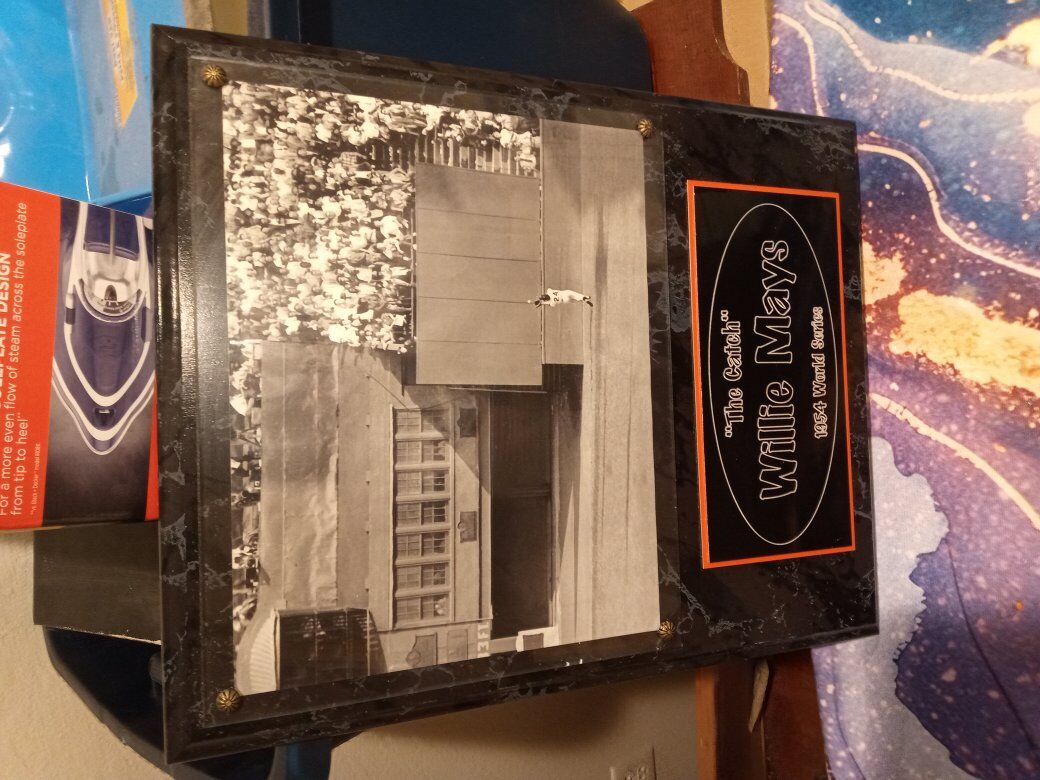 "The Catch"
Willie Mays
1954 World Series
24
For a more even flow of steam across the soleplate
from tip to heel*